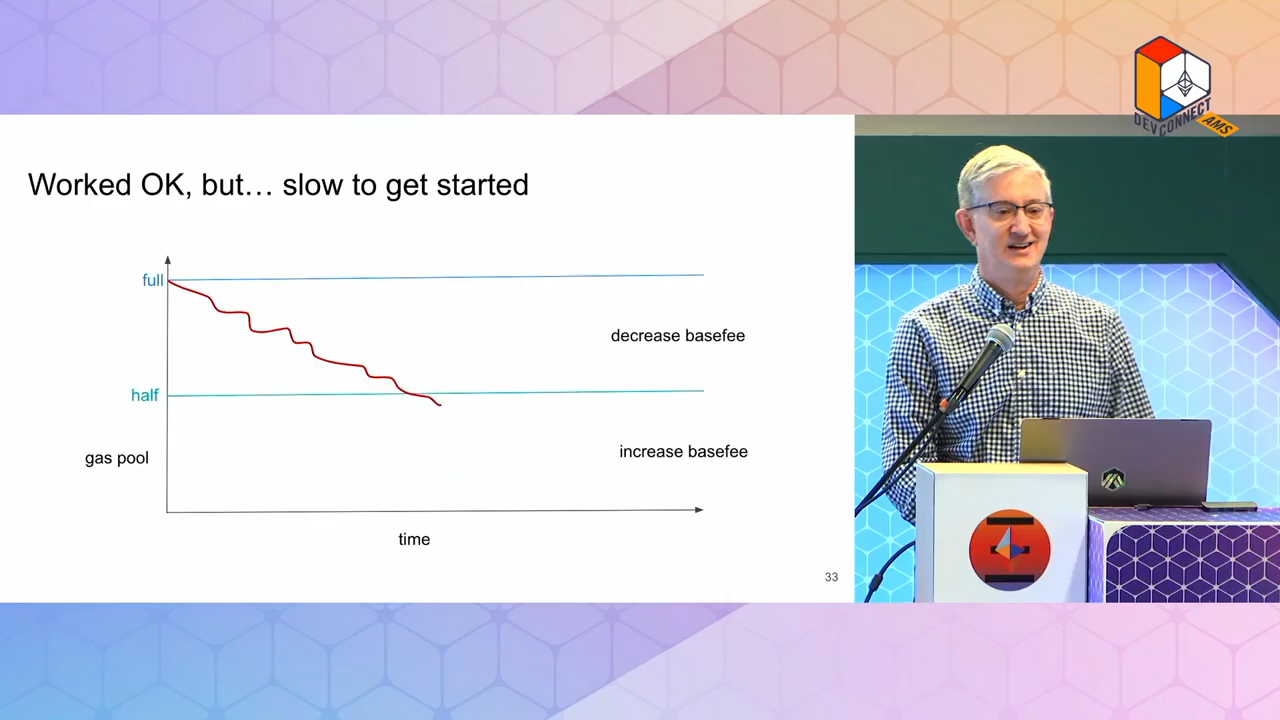 DEVCONNECT
AMS
Worked OK, but… slow to get started
full
decrease basefee
half
increase basefee
gas pool
time
33